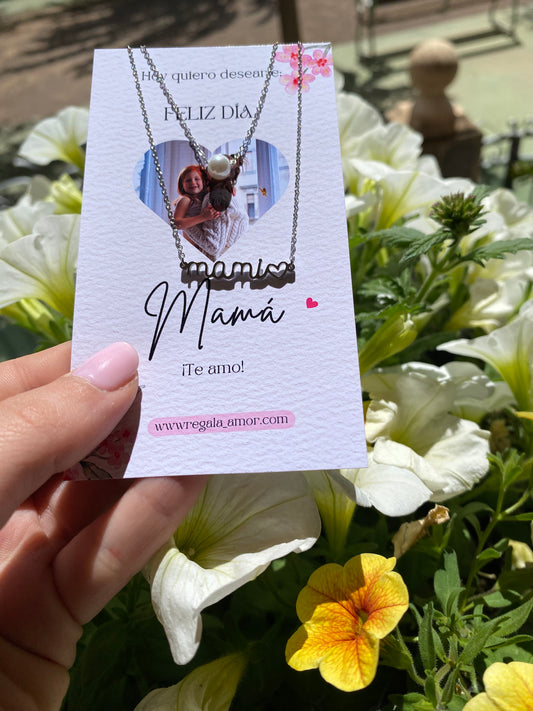 Hoy quiero desearte:
FELIZ DÍA
mami
Mamá
¡Te amo!
www.regala_amor.com